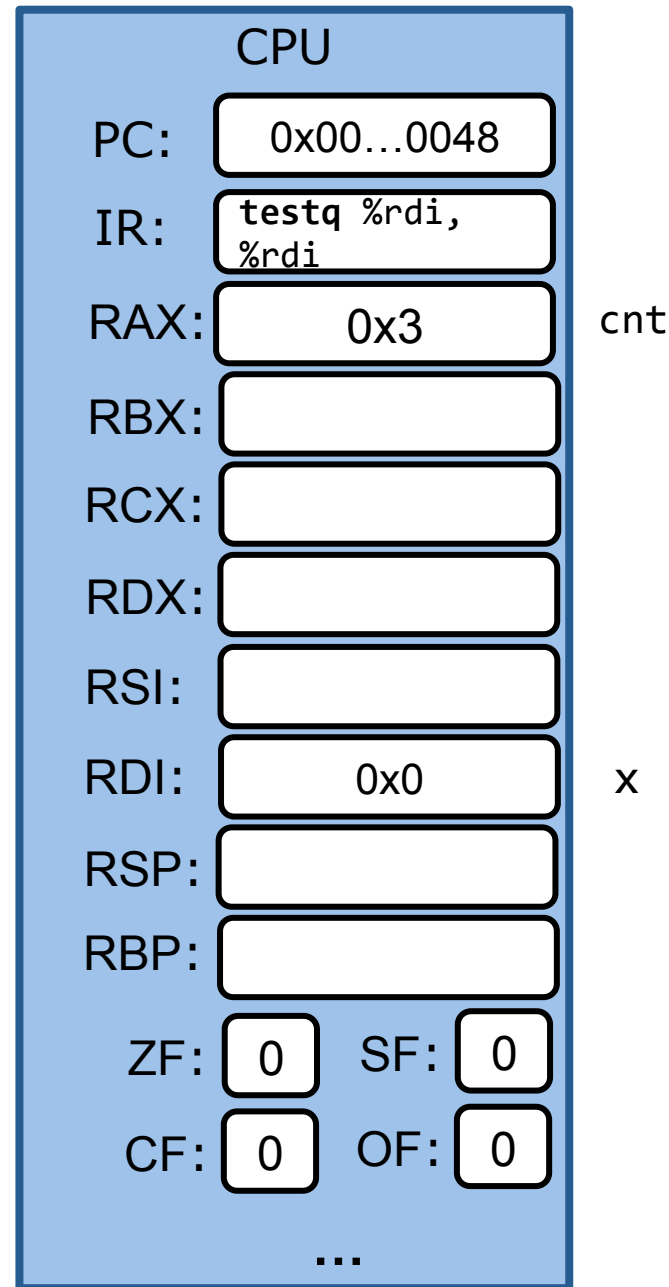 CPU
PC: 0x00…0048
IR: testq %rdi,
%rdi
RAX: 0x3 cnt
RBX:
RCX:
RDX:
RSI:
RDI: 0x0 x
RSP:
RBP:
ZF: 0 SF: 0
CF: 0 OF: 0
...